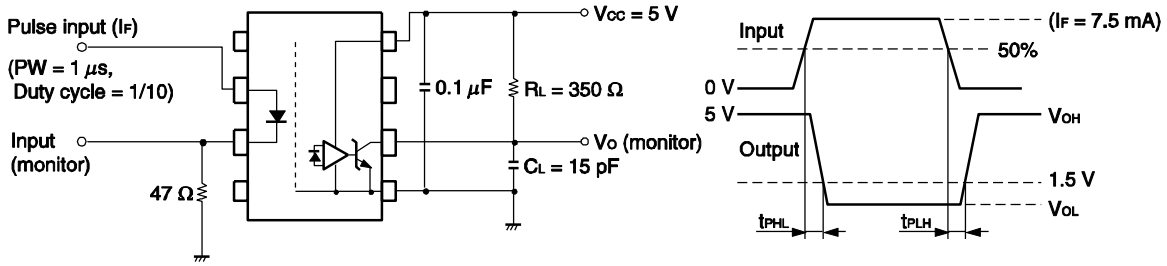 Pulse input (IF)
(PW = 1 μs,
Duty cycle = 1/10)
Input
(monitor)
47 Ω
VCC = 5 V
0.1 μF
RL = 350 Ω
VO (monitor)
CL = 15 pF
Input
(IF = 7.5 mA)
50%
0 V
5 V
VOH
Output
1.5 V
VOL
tPHL
tPLH